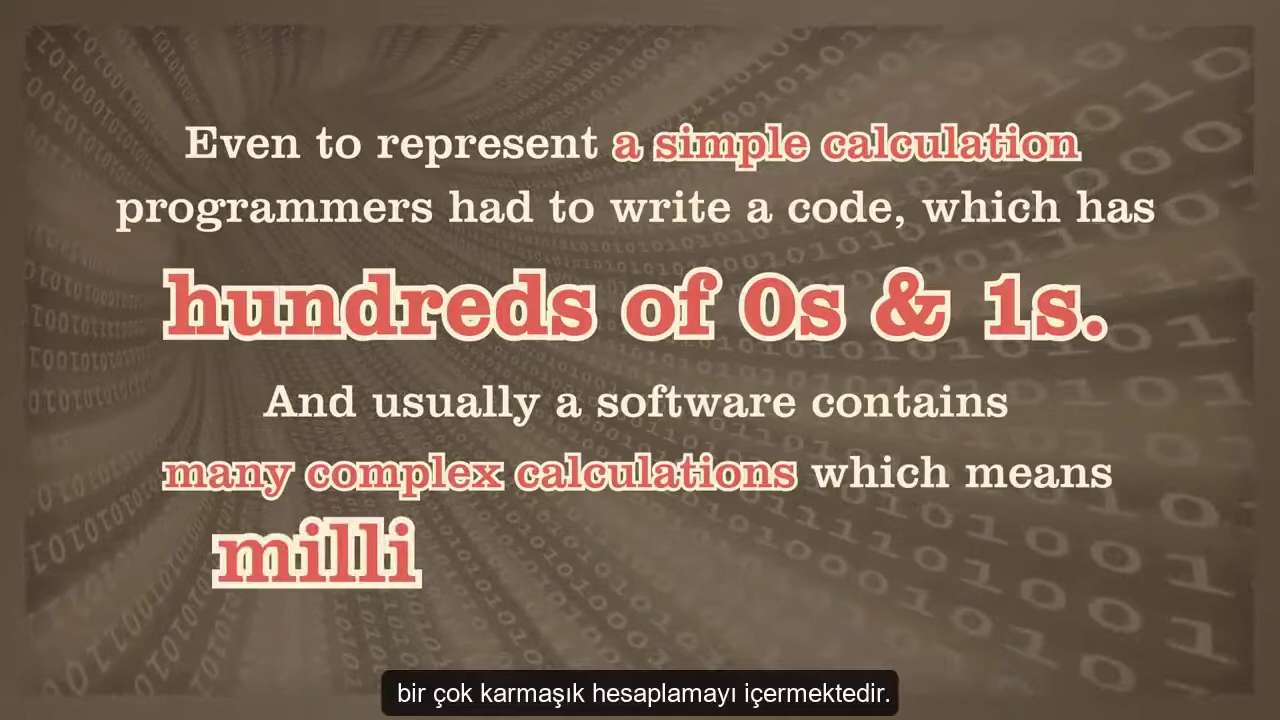 Even to represent a simple calculation
programmers had to write a code, which has
hundreds of 0s & 1s.
And usually a software contains
many complex calculations which means
milli
bir çok karmaşık hesaplamayı içermektedir.